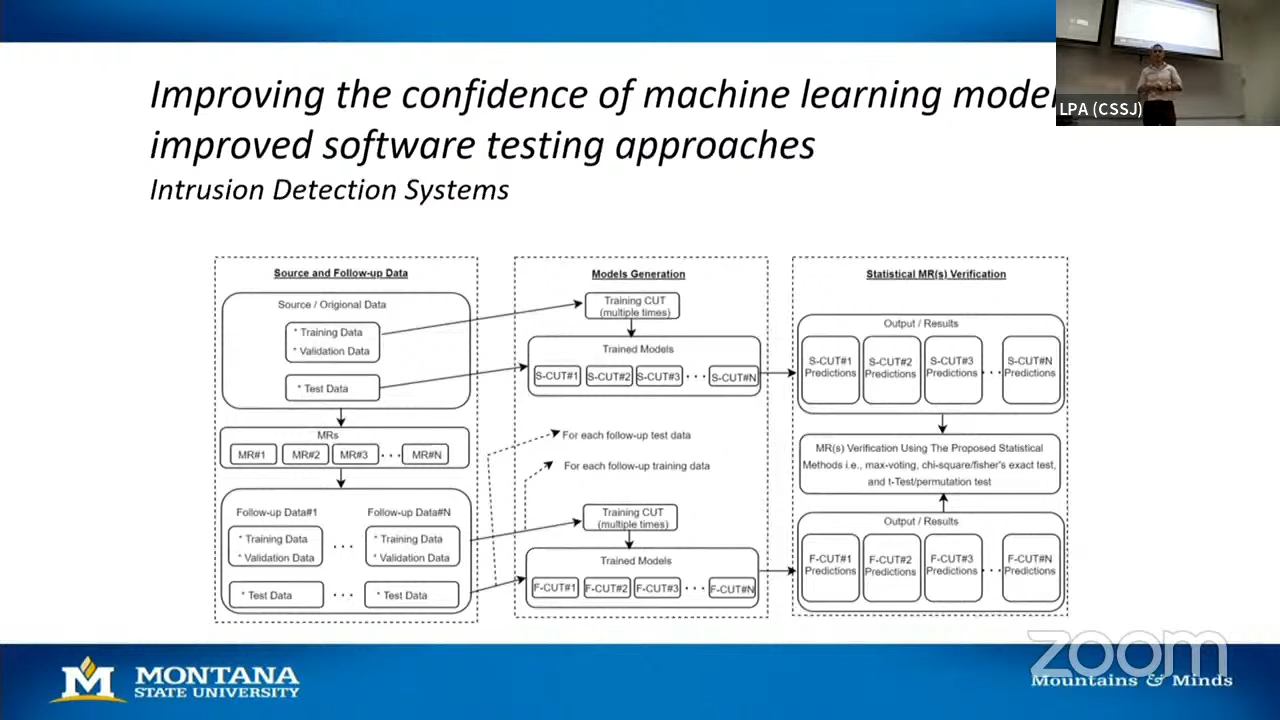 Improving the confidence of machine learning model
improved software testing approaches
Intrusion Detection Systems
LPA (CSSJ)
Source and Follow-up Data
Source / Origional Data
* Training Data
* Validation Data
* Test Data
MRs
MR#1 MR#2 MR#3 · · · MR#N
Follow-up Data#1 Follow-up Data#N
* Training Data · · · * Training Data
* Validation Data * Validation Data
* Test Data · · · * Test Data
Models Generation
Training CUT
(multiple times)
Trained Models
S-CUT#1 S-CUT#2 S-CUT#3 · · · S-CUT#N
For each follow-up test data
For each follow-up training data
Training CUT
(multiple times)
Trained Models
F-CUT#1 F-CUT#2 F-CUT#3 · · · F-CUT#N
Statistical MR(s) Verification
Output / Results
S-CUT#1 S-CUT#2 S-CUT#3 · · · S-CUT#N
Predictions Predictions Predictions Predictions
MR(s) Verification Using The Proposed Statistical
Methods i.e., max-voting, chi-square/fisher's exact test,
and t-Test/permutation test
Output / Results
F-CUT#1 F-CUT#2 F-CUT#3 · · · F-CUT#N
Predictions Predictions Predictions Predictions
M MONTANA
STATE UNIVERSITY
zoom
Mountains & Minds